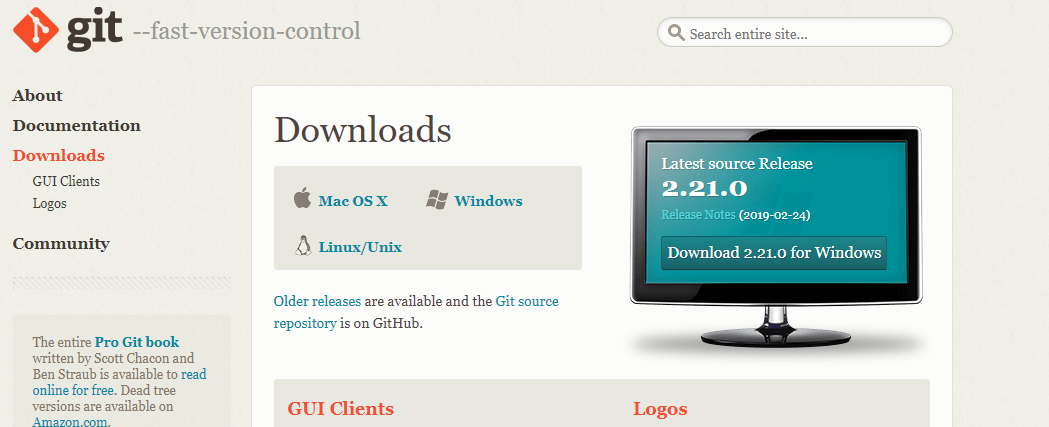 git --fast-version-control
Search entire site...
About
Documentation
Downloads
GUI Clients
Logos
Community
The entire Pro Git book
written by Scott Chacon and
Ben Straub is available to read
online for free. Dead tree
versions are available on
Amazon.com.
Downloads
Mac OS X
Windows
Linux/Unix
Older releases are available and the Git source
repository is on GitHub.
Latest source Release
2.21.0
Release Notes (2019-02-24)
Download 2.21.0 for Windows
GUI Clients
Logos